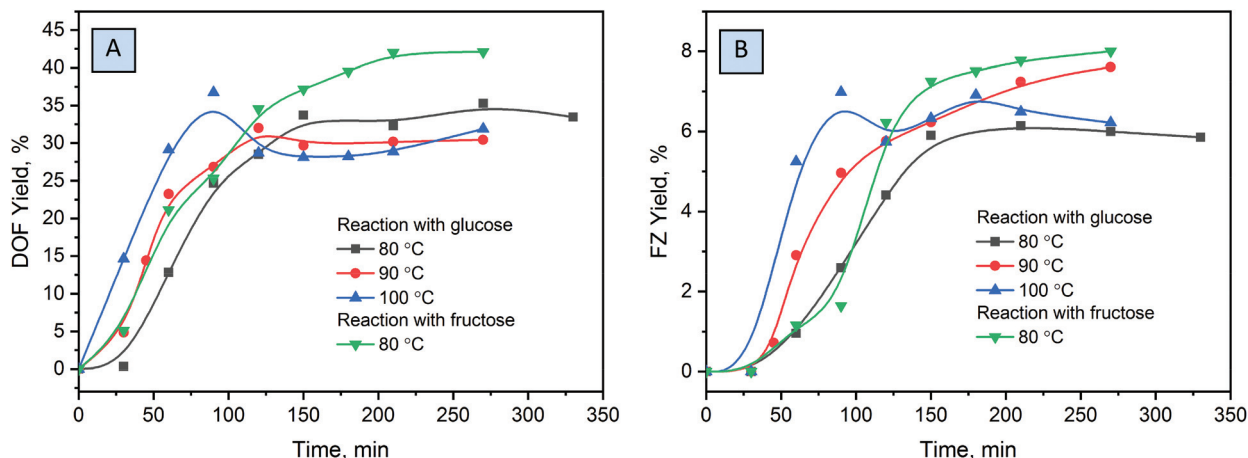 A
DOF Yield, %
45
40
35
30
25
20
15
10
5
0
Reaction with glucose
80 °C
90 °C
100 °C
Reaction with fructose
80 °C
0 50 100 150 200 250 300 350
Time, min
B
FZ Yield, %
8
6
4
2
0
Reaction with glucose
80 °C
90 °C
100 °C
Reaction with fructose
80 °C
0 50 100 150 200 250 300 350
Time, min